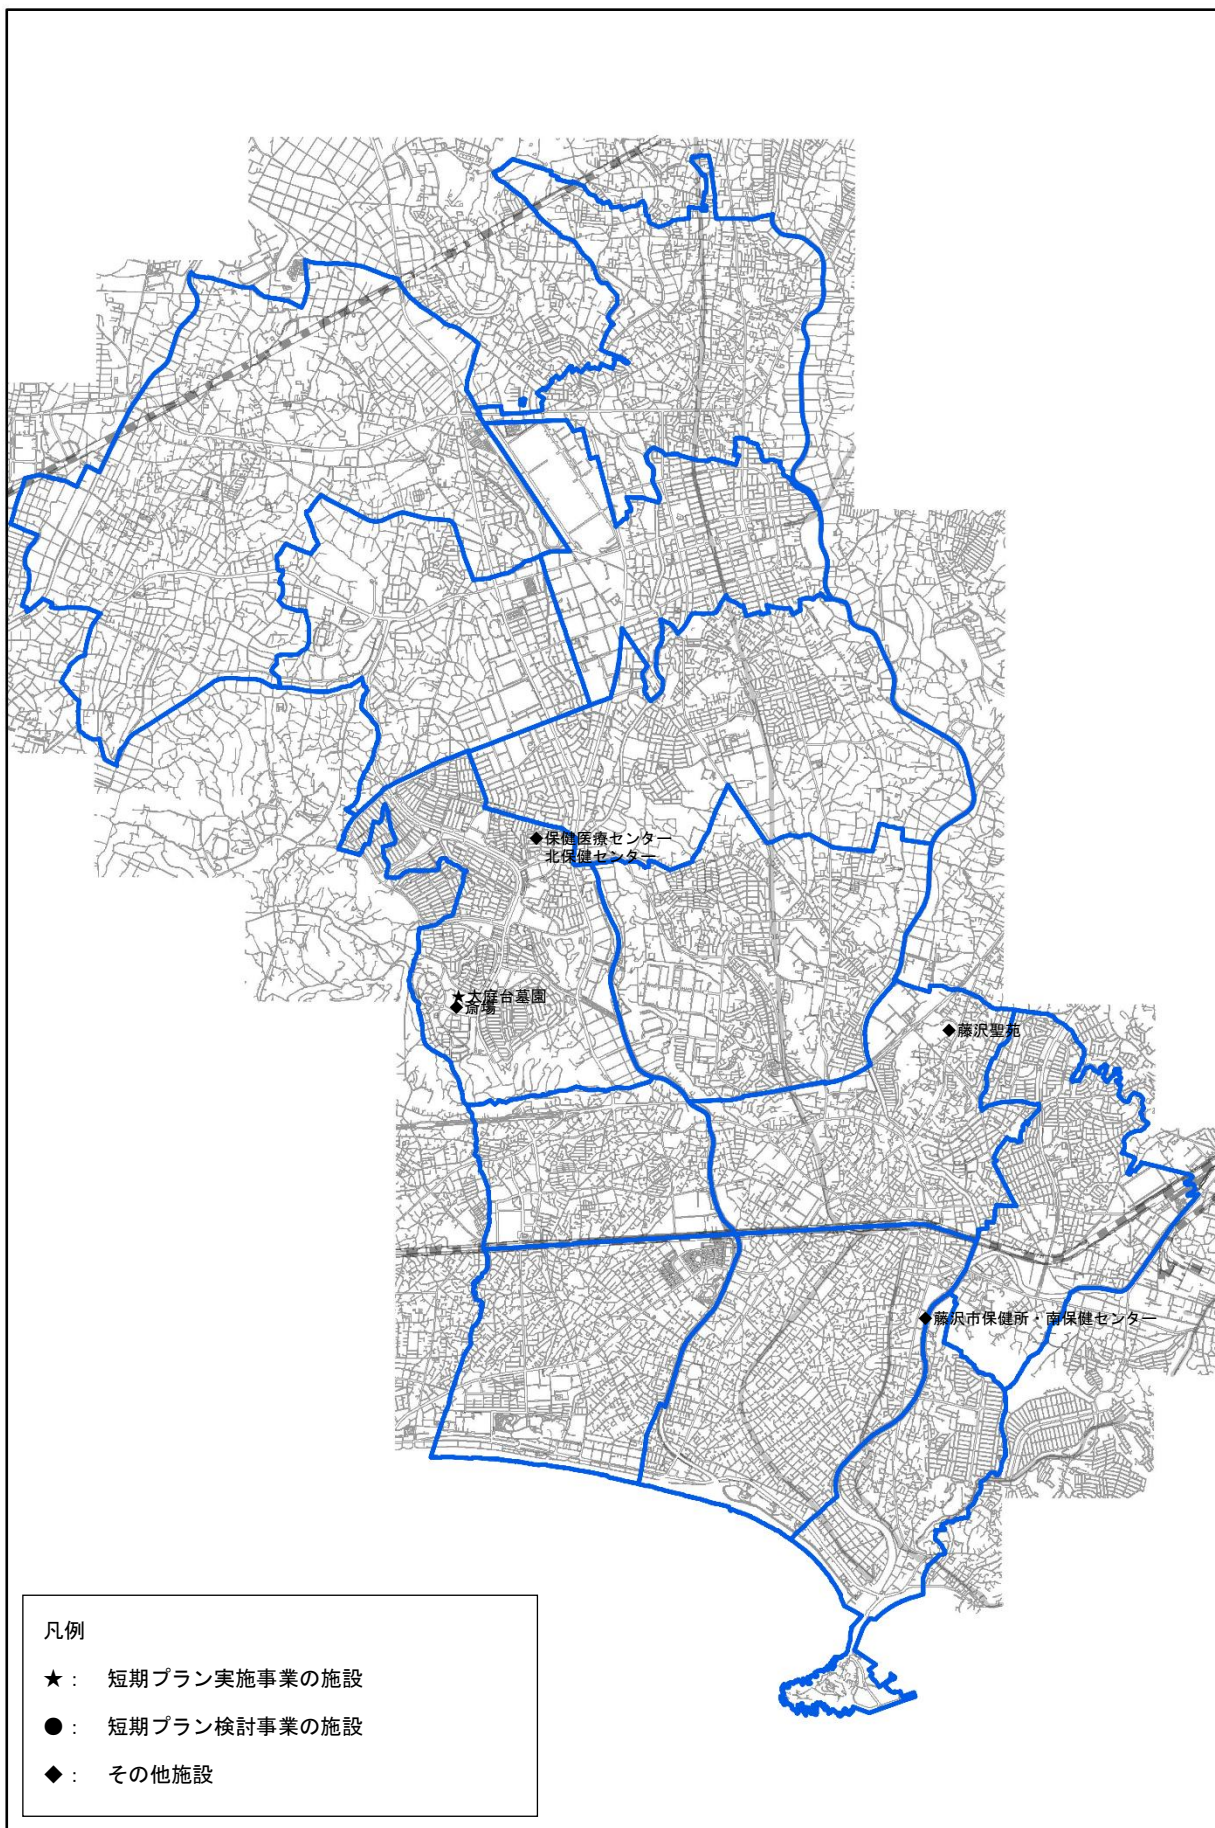 ◆保健医療センター
北保健センター
★大庭台墓園
◆斎場
◆藤沢聖苑
◆藤沢市保健所・南保健センター
凡例
★： 短期プラン実施事業の施設
●： 短期プラン検討事業の施設
◆： その他施設